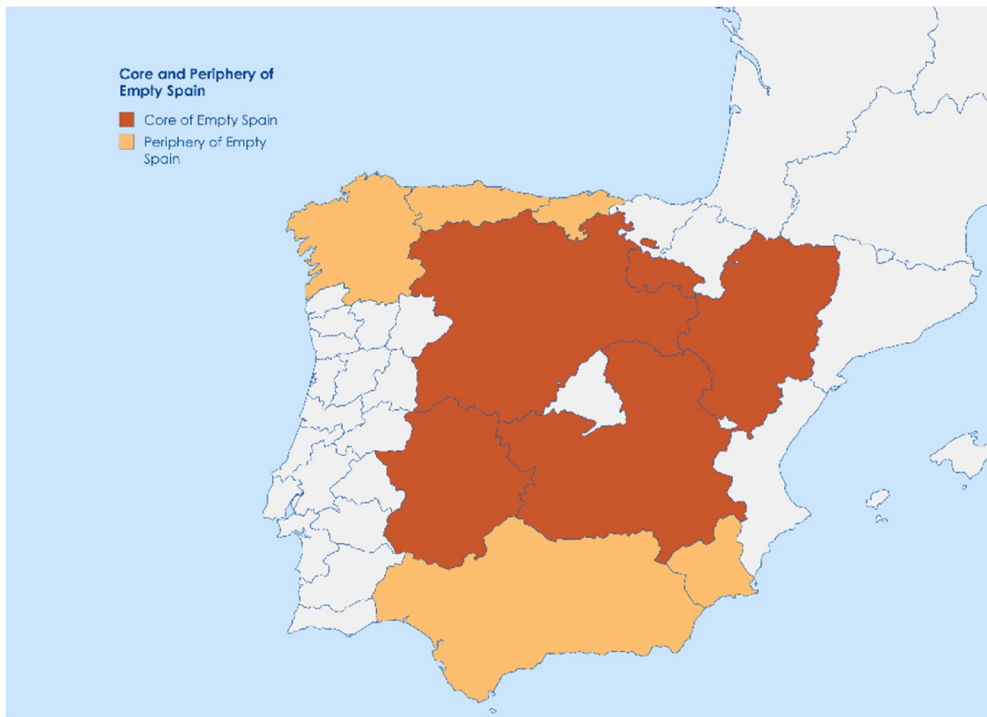 Core and Periphery of
Empty Spain
Core of Empty Spain
Periphery of Empty
Spain